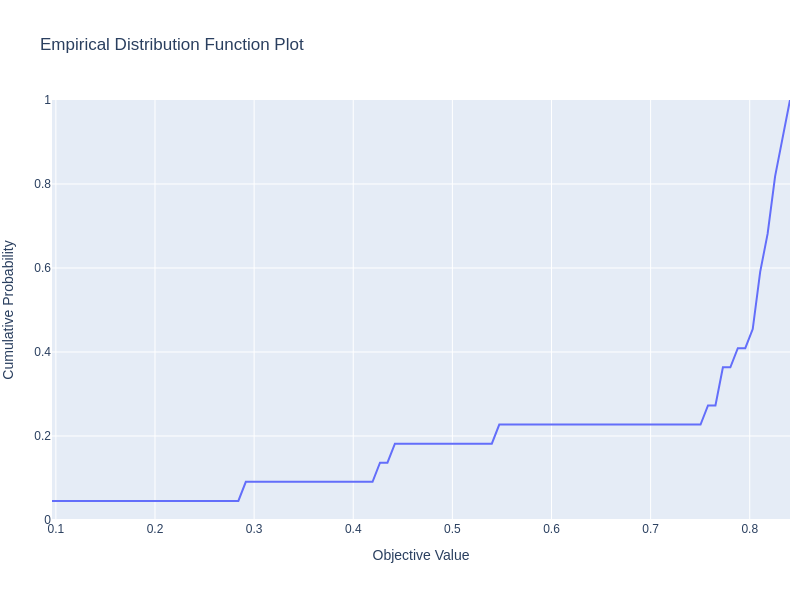 Empirical Distribution Function Plot
1
0.8
0.6
0.4
0.2
0
Cumulative Probability
0.1 0.2 0.3 0.4 0.5 0.6 0.7 0.8
Objective Value